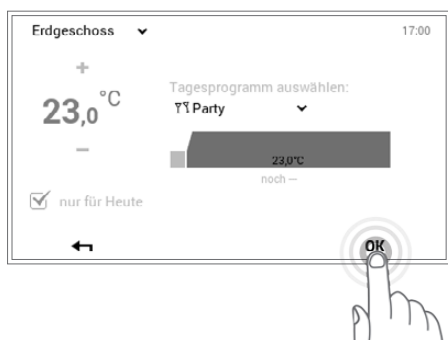 Erdgeschoss
17:00
+
23,0°C
−
Tagesprogramm auswählen:
Party
23,0°C
noch --
nur für Heute
OK